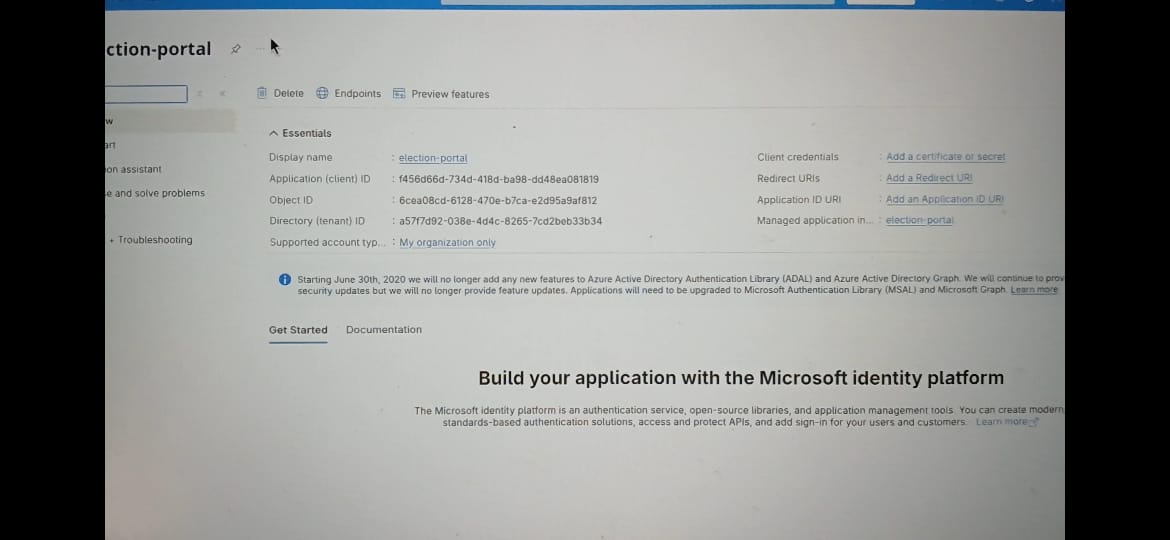 ction-portal
Delete Endpoints Preview features
w
art
on assistant
e and solve problems
+ Troubleshooting
Essentials
Display name : election-portal
Application (client) ID : f456d66d-734d-418d-ba98-dd48ea081819
Object ID : 6cea08cd-6128-470e-b7ca-e2d95a9af812
Directory (tenant) ID : a57f7d92-038e-4d4c-8265-7cd2beb33b34
Supported account typ... : My organization only
Client credentials : Add a certificate or secret
Redirect URIs : Add a Redirect URI
Application ID URI : Add an Application ID URI
Managed application in... : election-portal
Starting June 30th, 2020 we will no longer add any new features to Azure Active Directory Authentication Library (ADAL) and Azure Active Directory Graph. We will continue to prov
security updates but we will no longer provide feature updates. Applications will need to be upgraded to Microsoft Authentication Library (MSAL) and Microsoft Graph. Learn more
Get Started Documentation
Build your application with the Microsoft identity platform
The Microsoft identity platform is an authentication service, open-source libraries, and application management tools. You can create modern,
standards-based authentication solutions, access and protect APIs, and add sign-in for your users and customers. Learn more